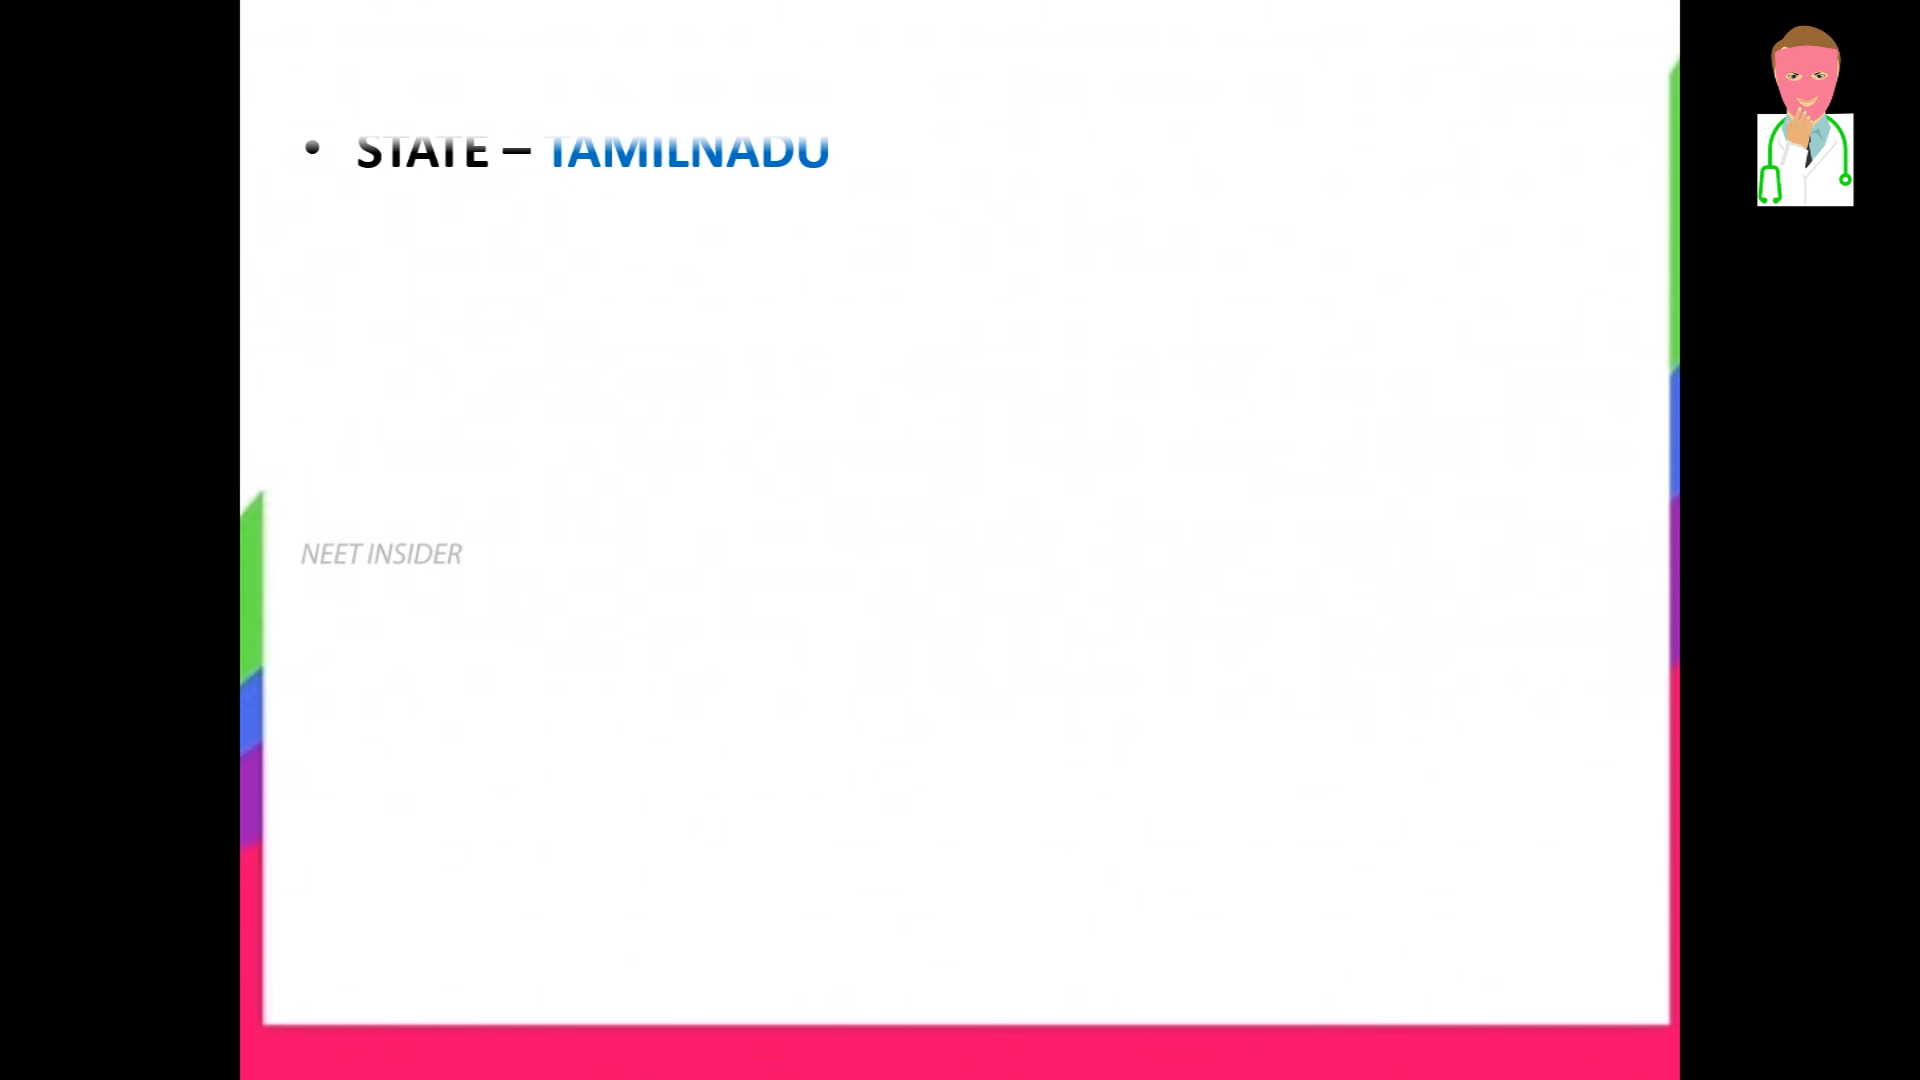 • STATE – TAMILNADU
NEET INSIDER